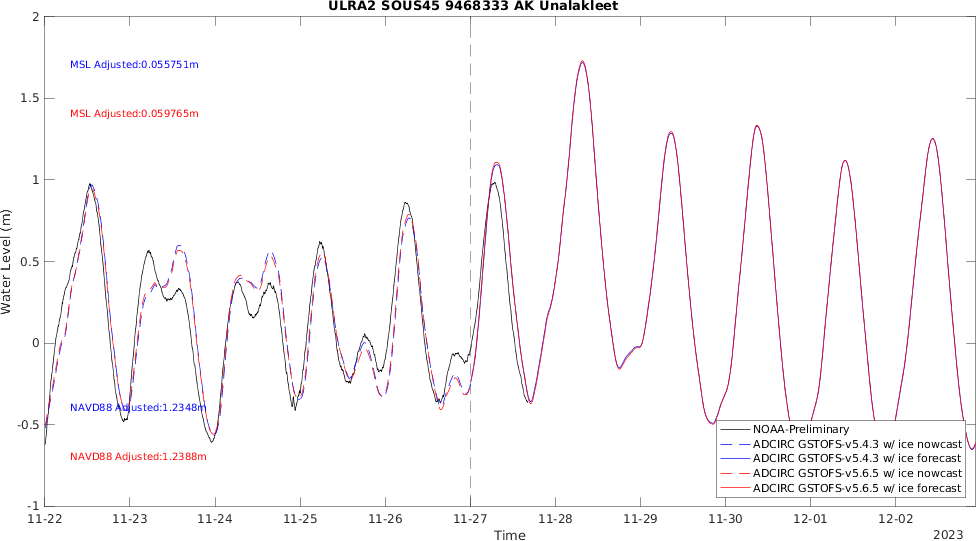 ULRA2 SOUS45 9468333 AK Unalakleet
2
1.5
1
0.5
0
-0.5
-1
Water Level (m)
MSL Adjusted:0.055751m
MSL Adjusted:0.059765m
NAVD88 Adjusted:1.2348m
NAVD88 Adjusted:1.2388m
NOAA-Preliminary
ADCIRC GSTOFS-v5.4.3 w/ ice nowcast
ADCIRC GSTOFS-v5.4.3 w/ ice forecast
ADCIRC GSTOFS-v5.6.5 w/ ice nowcast
ADCIRC GSTOFS-v5.6.5 w/ ice forecast
11-22 11-23 11-24 11-25 11-26 11-27 11-28 11-29 11-30 12-01 12-02
Time
2023